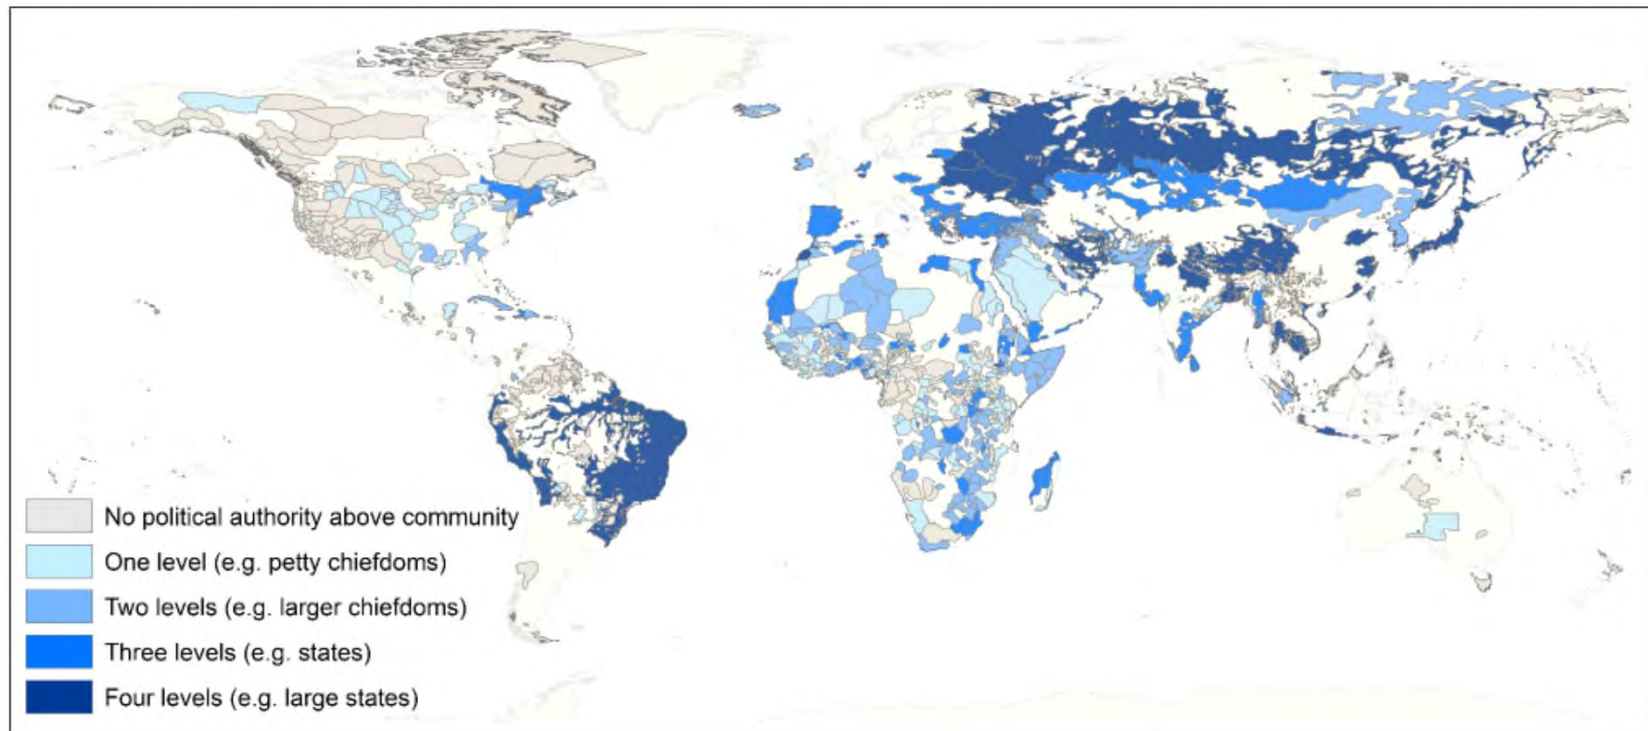 No political authority above community
One level (e.g. petty chiefdoms)
Two levels (e.g. larger chiefdoms)
Three levels (e.g. states)
Four levels (e.g. large states)